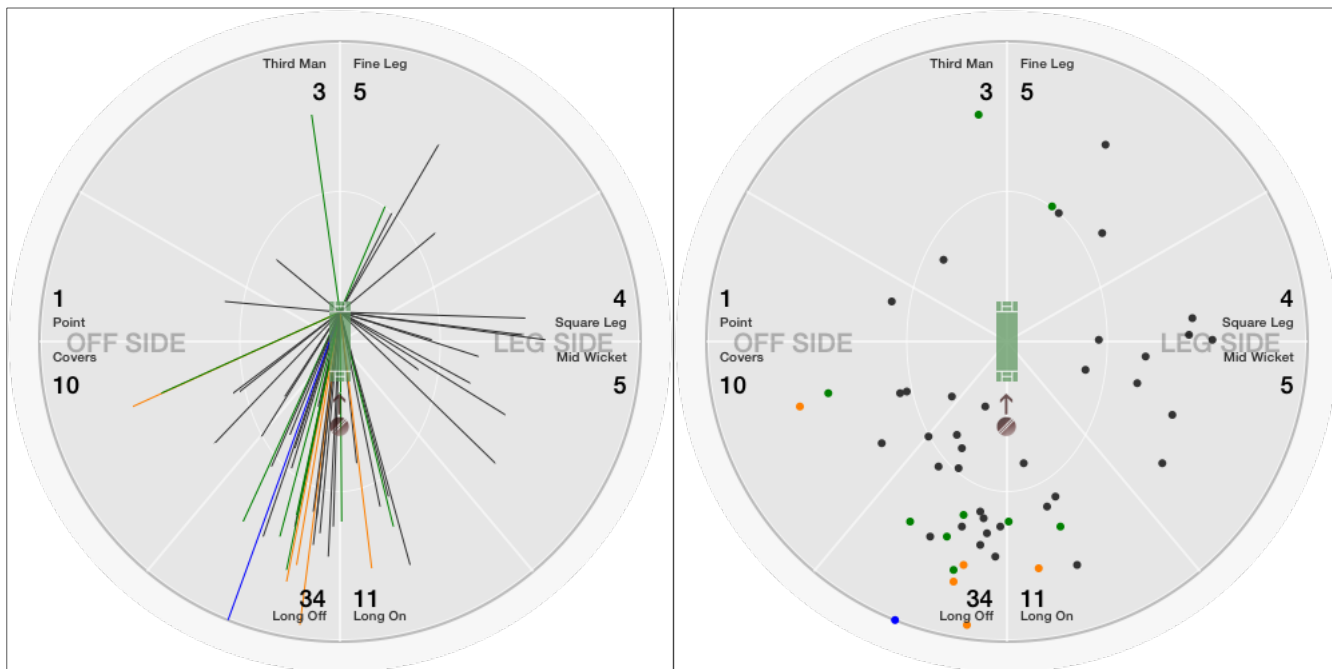 Third Man Fine Leg
3 5
1 4
Point Square Leg
OFF SIDE LEG SIDE
Covers Mid Wicket
10 5
34 11
Long Off Long On
Third Man Fine Leg
3 5
1 4
Point Square Leg
OFF SIDE LEG SIDE
Covers Mid Wicket
10 5
34 11
Long Off Long On